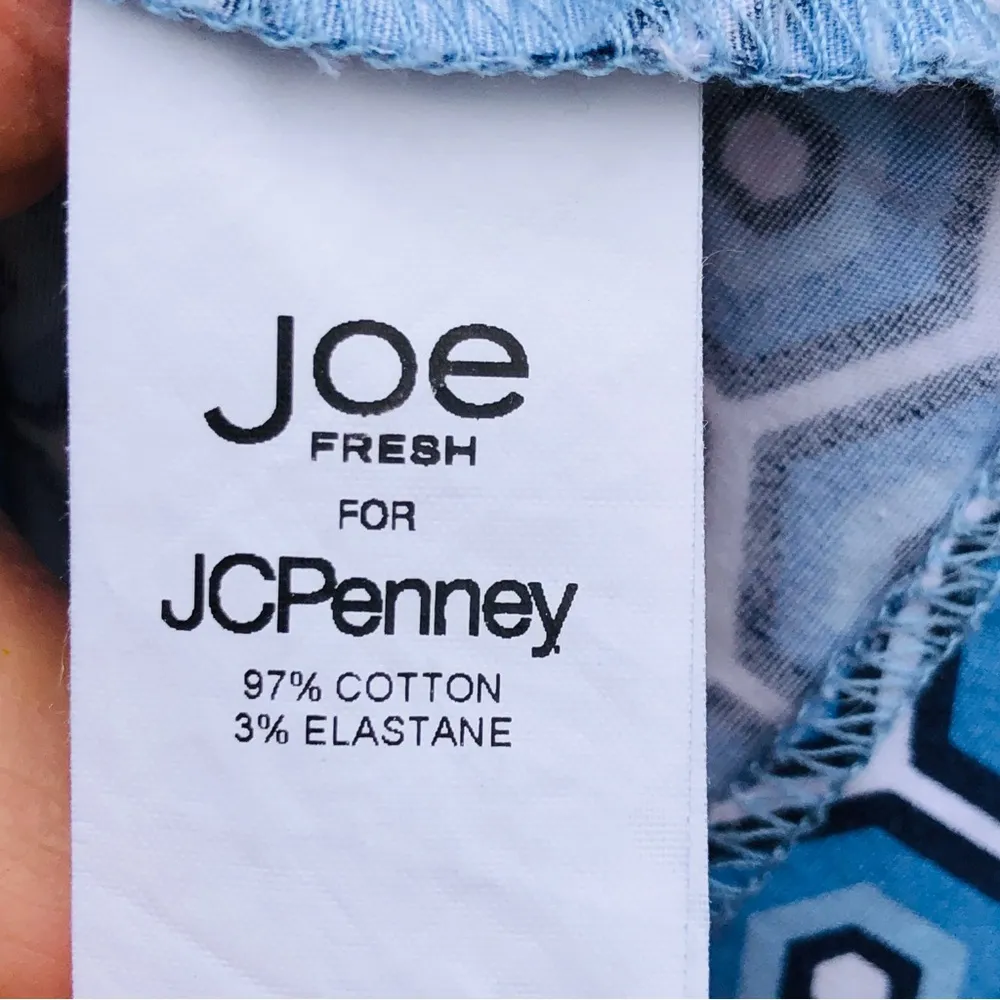 Joe
FRESH
FOR
JCPenney
97% COTTON
3% ELASTANE